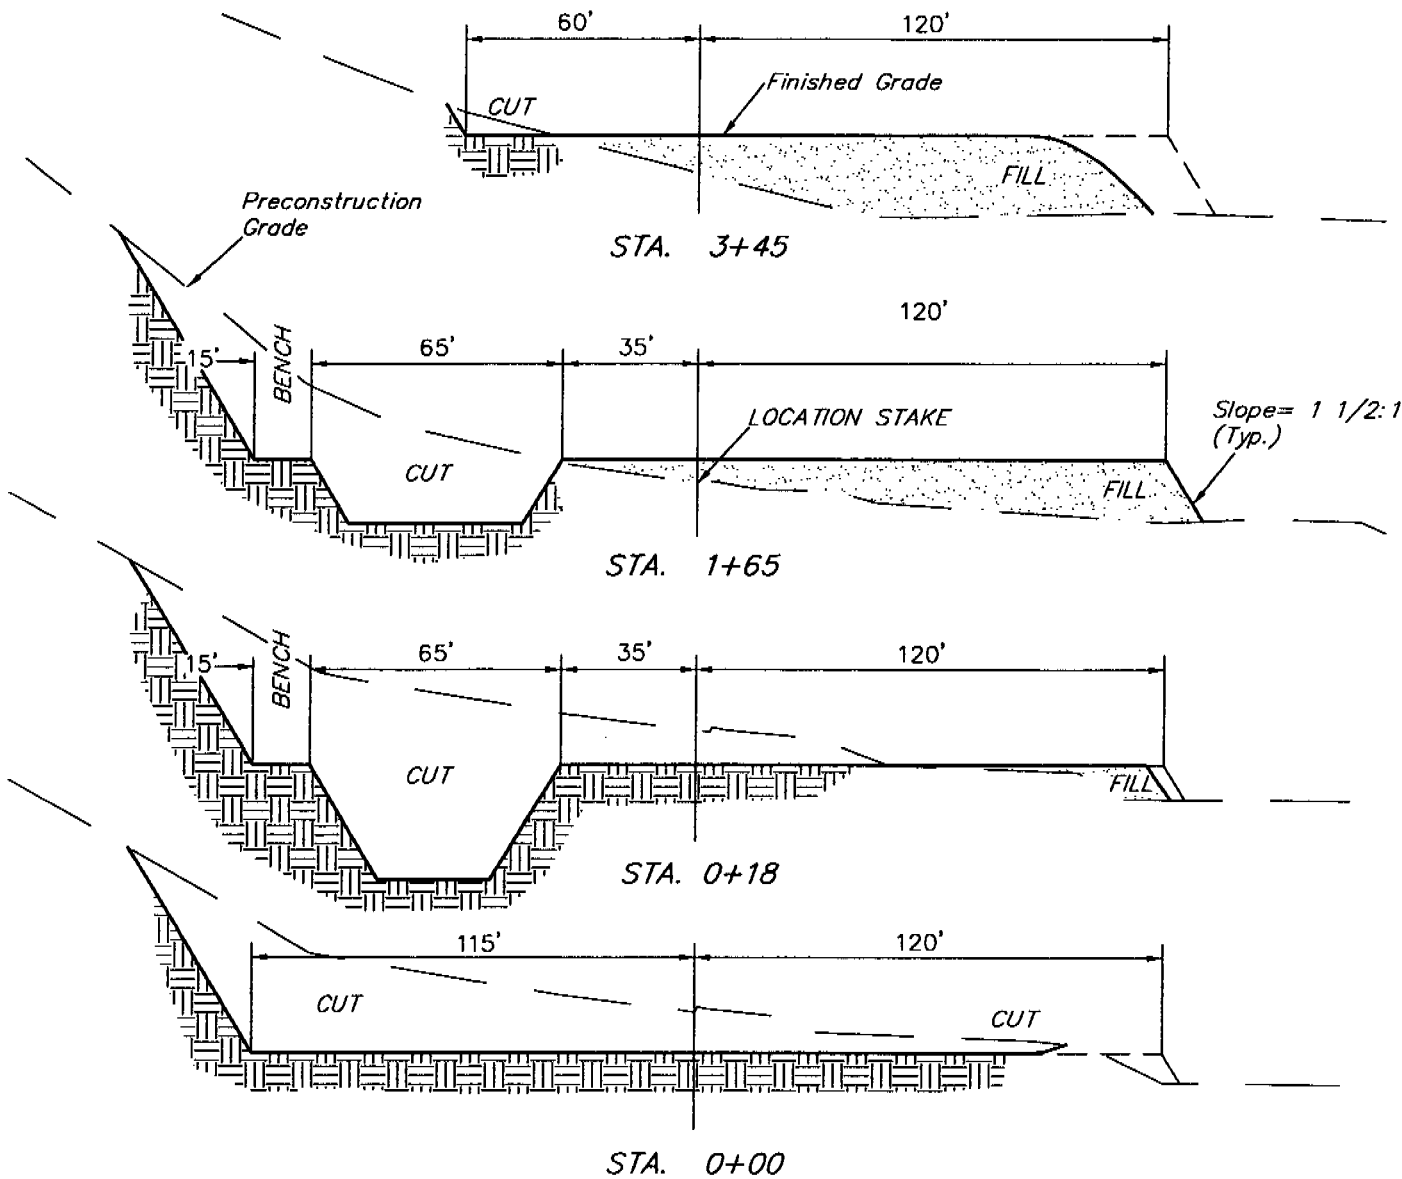 60'
120'
Finished Grade
CUT
FILL
STA. 3+45
Preconstruction
Grade
120'
15'
BENCH
65'
35'
LOCATION STAKE
Slope= 1 1/2:1
(Typ.)
CUT
FILL
STA. 1+65
15'
BENCH
65'
35'
120'
CUT
FILL
STA. 0+18
115'
120'
CUT
CUT
STA. 0+00